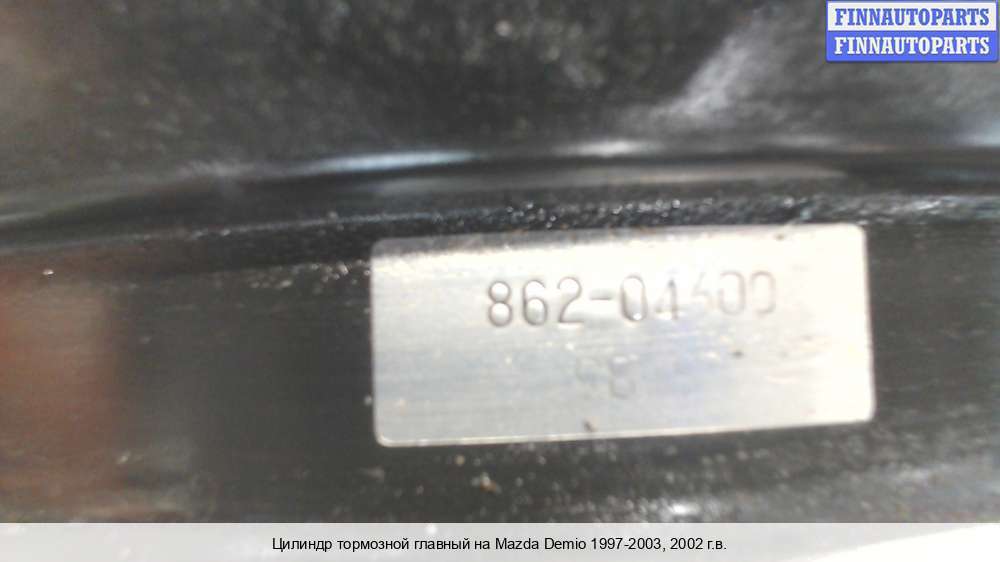 FINNAUTOPARTS
FINNAUTOPARTS
862-04400
Цилиндр тормозной главный на Mazda Demio 1997-2003, 2002 г.в.